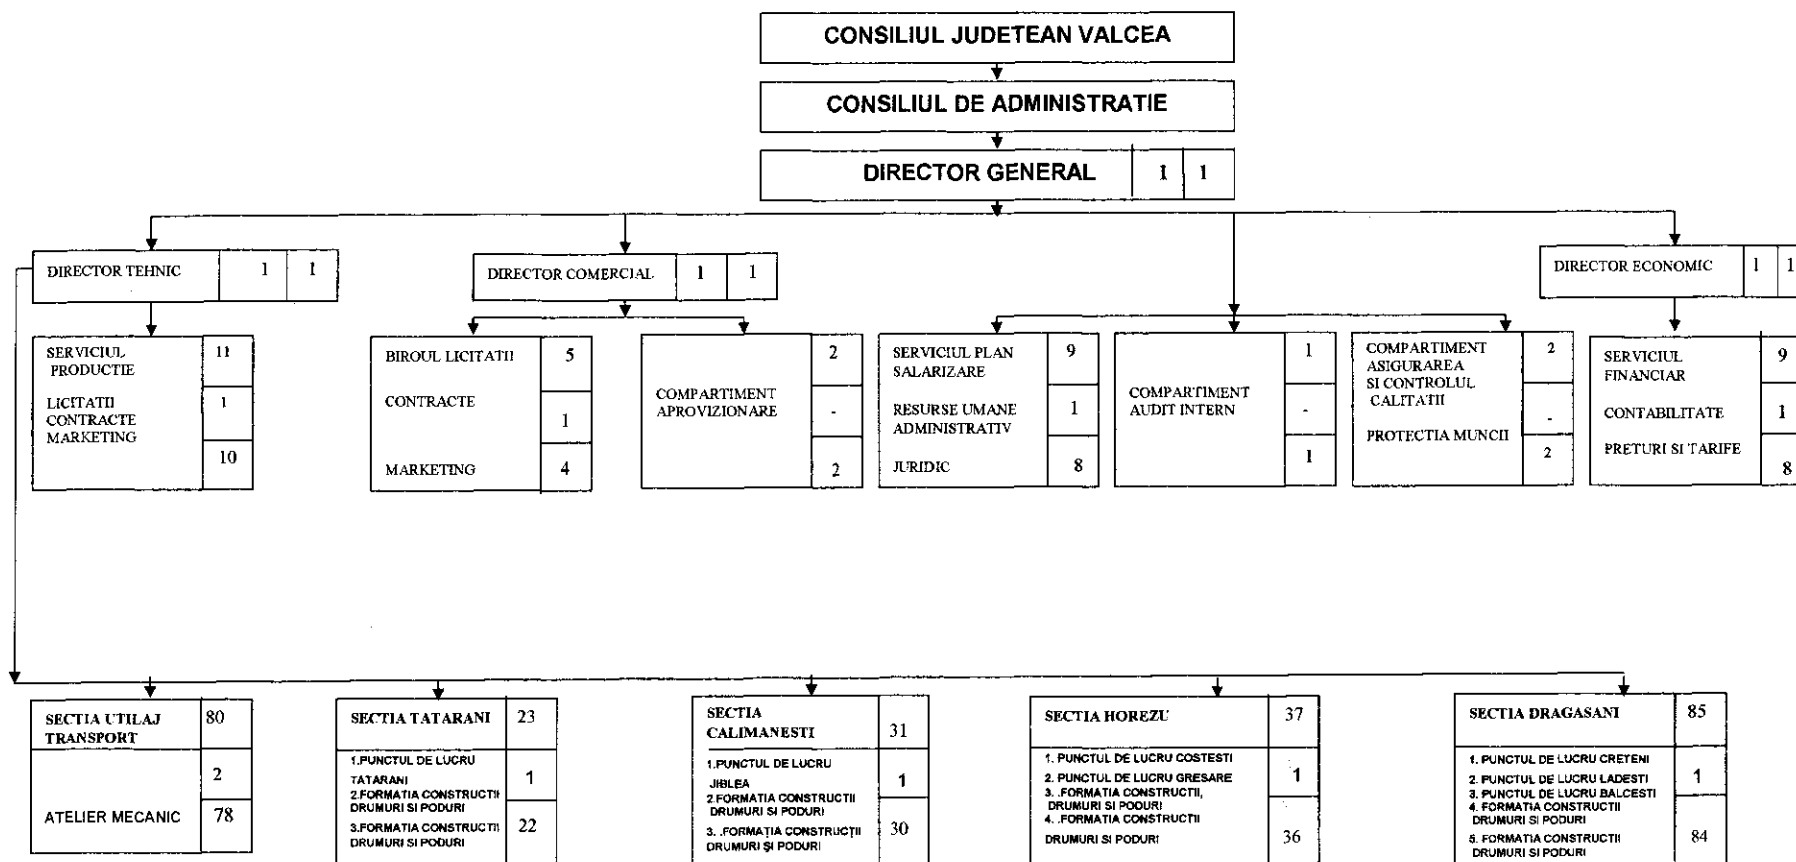 CONSILIUL JUDETEAN VALCEA
CONSILIUL DE ADMINISTRATIE
DIRECTOR GENERAL 1 1
DIRECTOR TEHNIC 1 1
DIRECTOR COMERCIAL 1 1
DIRECTOR ECONOMIC 1 1
SERVICIUL 11
PRODUCTIE
LICITATII 1
CONTRACTE
MARKETING
10
BIROUL LICITATII 5
CONTRACTE
1
MARKETING 4
2
COMPARTIMENT
APROVIZIONARE -
2
SERVICIUL PLAN 9
SALARIZARE
RESURSE UMANE 1
ADMINISTRATIV
JURIDIC 8
1
COMPARTIMENT
AUDIT INTERN -
1
COMPARTIMENT 2
ASIGURAREA
SI CONTROLUL
CALITATII -
PROTECTIA MUNCII 2
SERVICIUL 9
FINANCIAR
CONTABILITATE 1
PRETURI SI TARIFE
8
SECTIA UTILAJ 80
TRANSPORT
2
ATELIER MECANIC 78
SECTIA TATARANI 23
1.PUNCTUL DE LUCRU
TATARANI 1
2.FORMATIA CONSTRUCTII
DRUMURI SI PODURI
3.FORMATIA CONSTRUCTII 22
DRUMURI SI PODURI
SECTIA
CALIMANESTI 31
1.PUNCTUL DE LUCRU
JIBLEA 1
2.FORMATIA CONSTRUCTII
DRUMURI SI PODURI
3. .FORMAȚIA CONSTRUCȚII 30
DRUMURI ȘI PODURI
SECTIA HOREZU 37
1. PUNCTUL DE LUCRU COSTESTI
2. PUNCTUL DE LUCRU GRESARE 1
3. .FORMATIA CONSTRUCTII,
DRUMURI SI PODURI
4. .FORMATIA CONSTRUCTII
DRUMURI SI PODURI 36
SECTIA DRAGASANI 85
1. PUNCTUL DE LUCRU CRETENI
2. PUNCTUL DE LUCRU LADESTI 1
3. PUNCTUL DE LUCRU BALCESTI
4. FORMATIA CONSTRUCTII
DRUMURI SI PODURI
5. FORMATIA CONSTRUCTII 84
DRUMURI SI PODURI